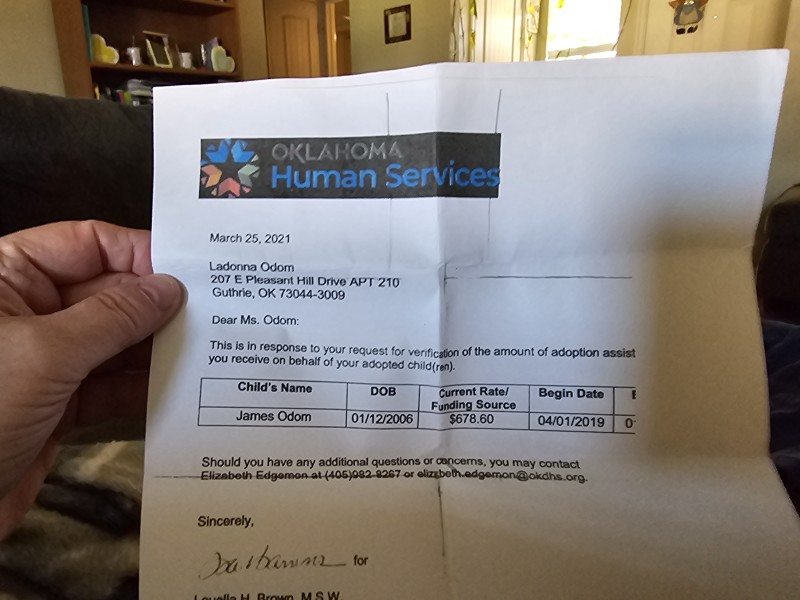 OKLAHOMA
Human Services
March 25, 2021
Ladonna Odom
207 E Pleasant Hill Drive APT 210
Guthrie, OK 73044-3009
Dear Ms. Odom:
This is in response to your request for verification of the amount of adoption assist
you receive on behalf of your adopted child(ren).
Child's Name DOB Current Rate/ Funding Source Begin Date
James Odom 01/12/2006 $678.60 04/01/2019 0
Should you have any additional questions or concerns, you may contact
Elizabeth Edgemon at (405)982-8267 or elizabeth.edgemon@okdhs.org.
Sincerely,
for
Louella H. Brown, M.S.W.